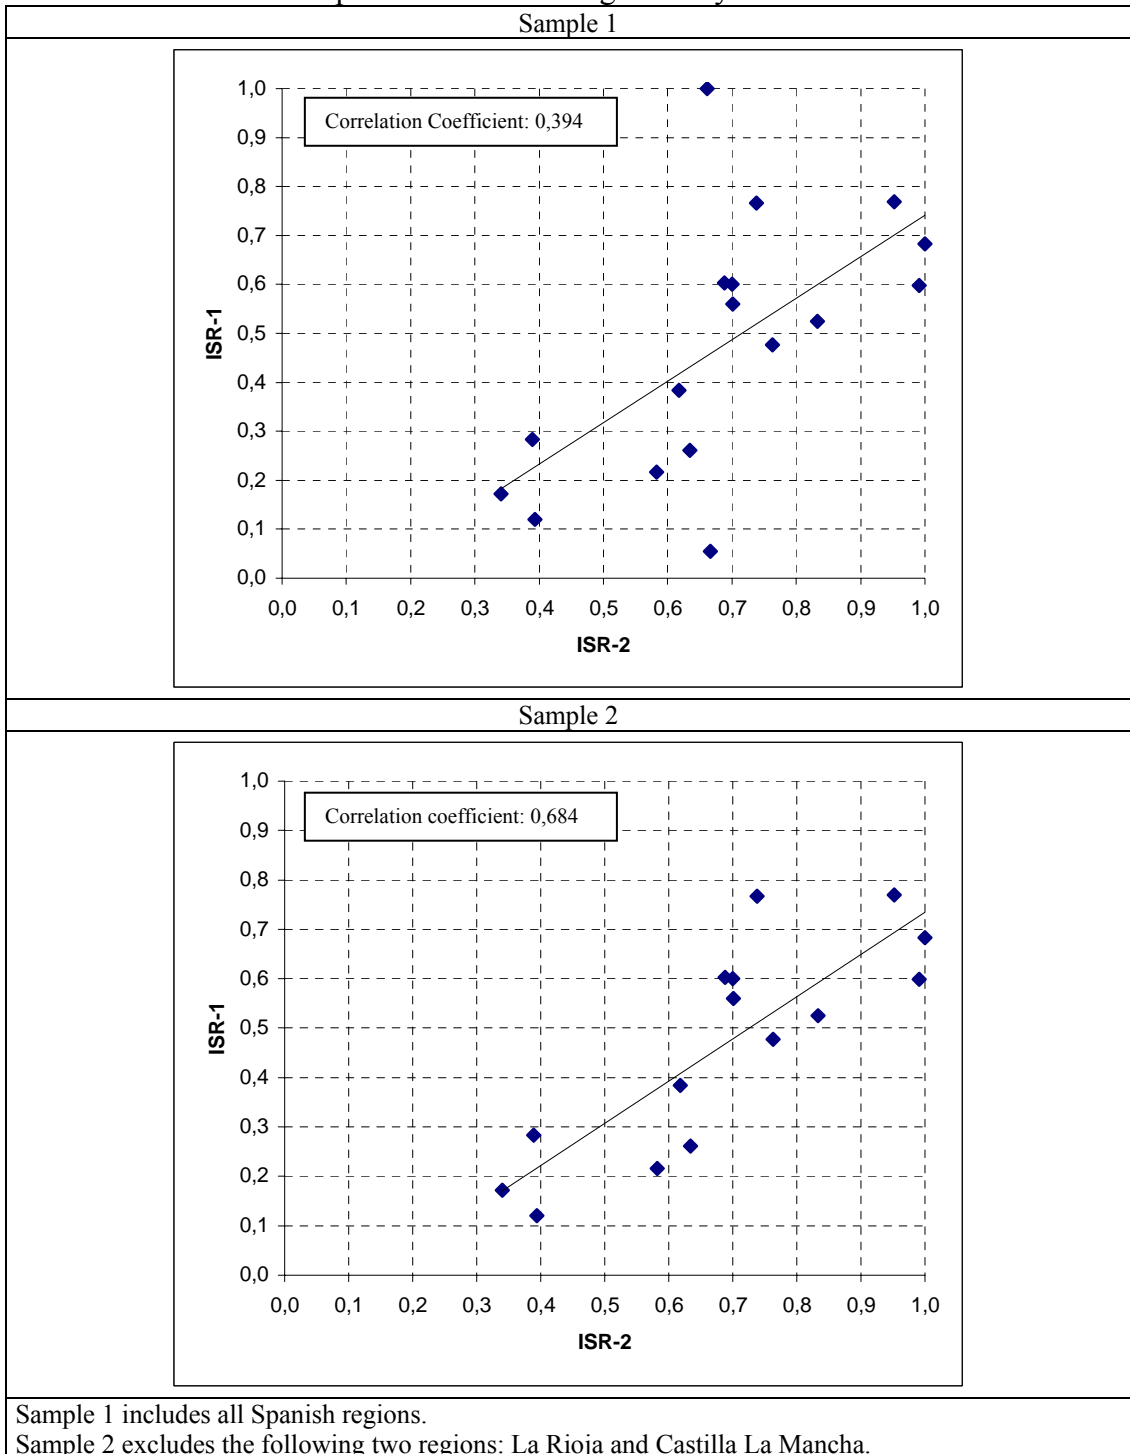 Sample 1
Correlation Coefficient: 0,394
1,0
0,9
0,8
0,7
0,6
0,5
0,4
0,3
0,2
0,1
0,0
ISR-1
0,0 0,1 0,2 0,3 0,4 0,5 0,6 0,7 0,8 0,9 1,0
ISR-2
Sample 2
Correlation coefficient: 0,684
1,0
0,9
0,8
0,7
0,6
0,5
0,4
0,3
0,2
0,1
0,0
ISR-1
0,0 0,1 0,2 0,3 0,4 0,5 0,6 0,7 0,8 0,9 1,0
ISR-2
Sample 1 includes all Spanish regions.
Sample 2 excludes the following two regions: La Rioja and Castilla La Mancha.